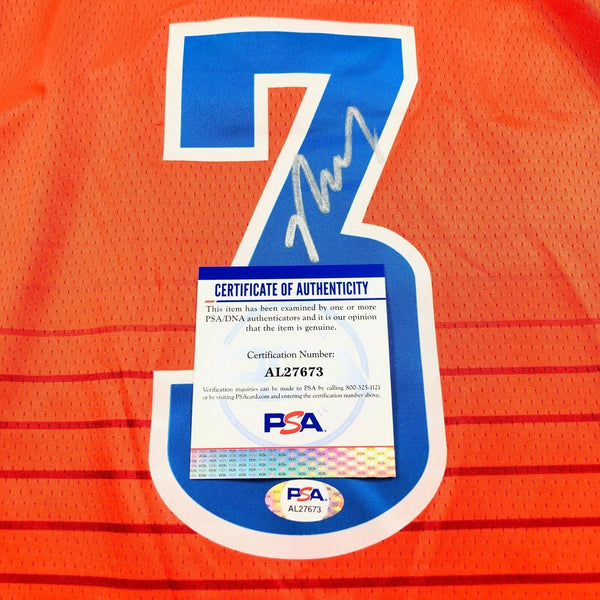 3
CERTIFICATE OF AUTHENTICITY
This item has been examined by one or more
PSA/DNA authenticators and it is our opinion
that the item is genuine.
Certification Number:
AL27673
Verification inquiries can be made to PSA by calling 800-325-1121
or by visiting PSAcard.com and entering the certification number above.
PSA
PSA
AL27673